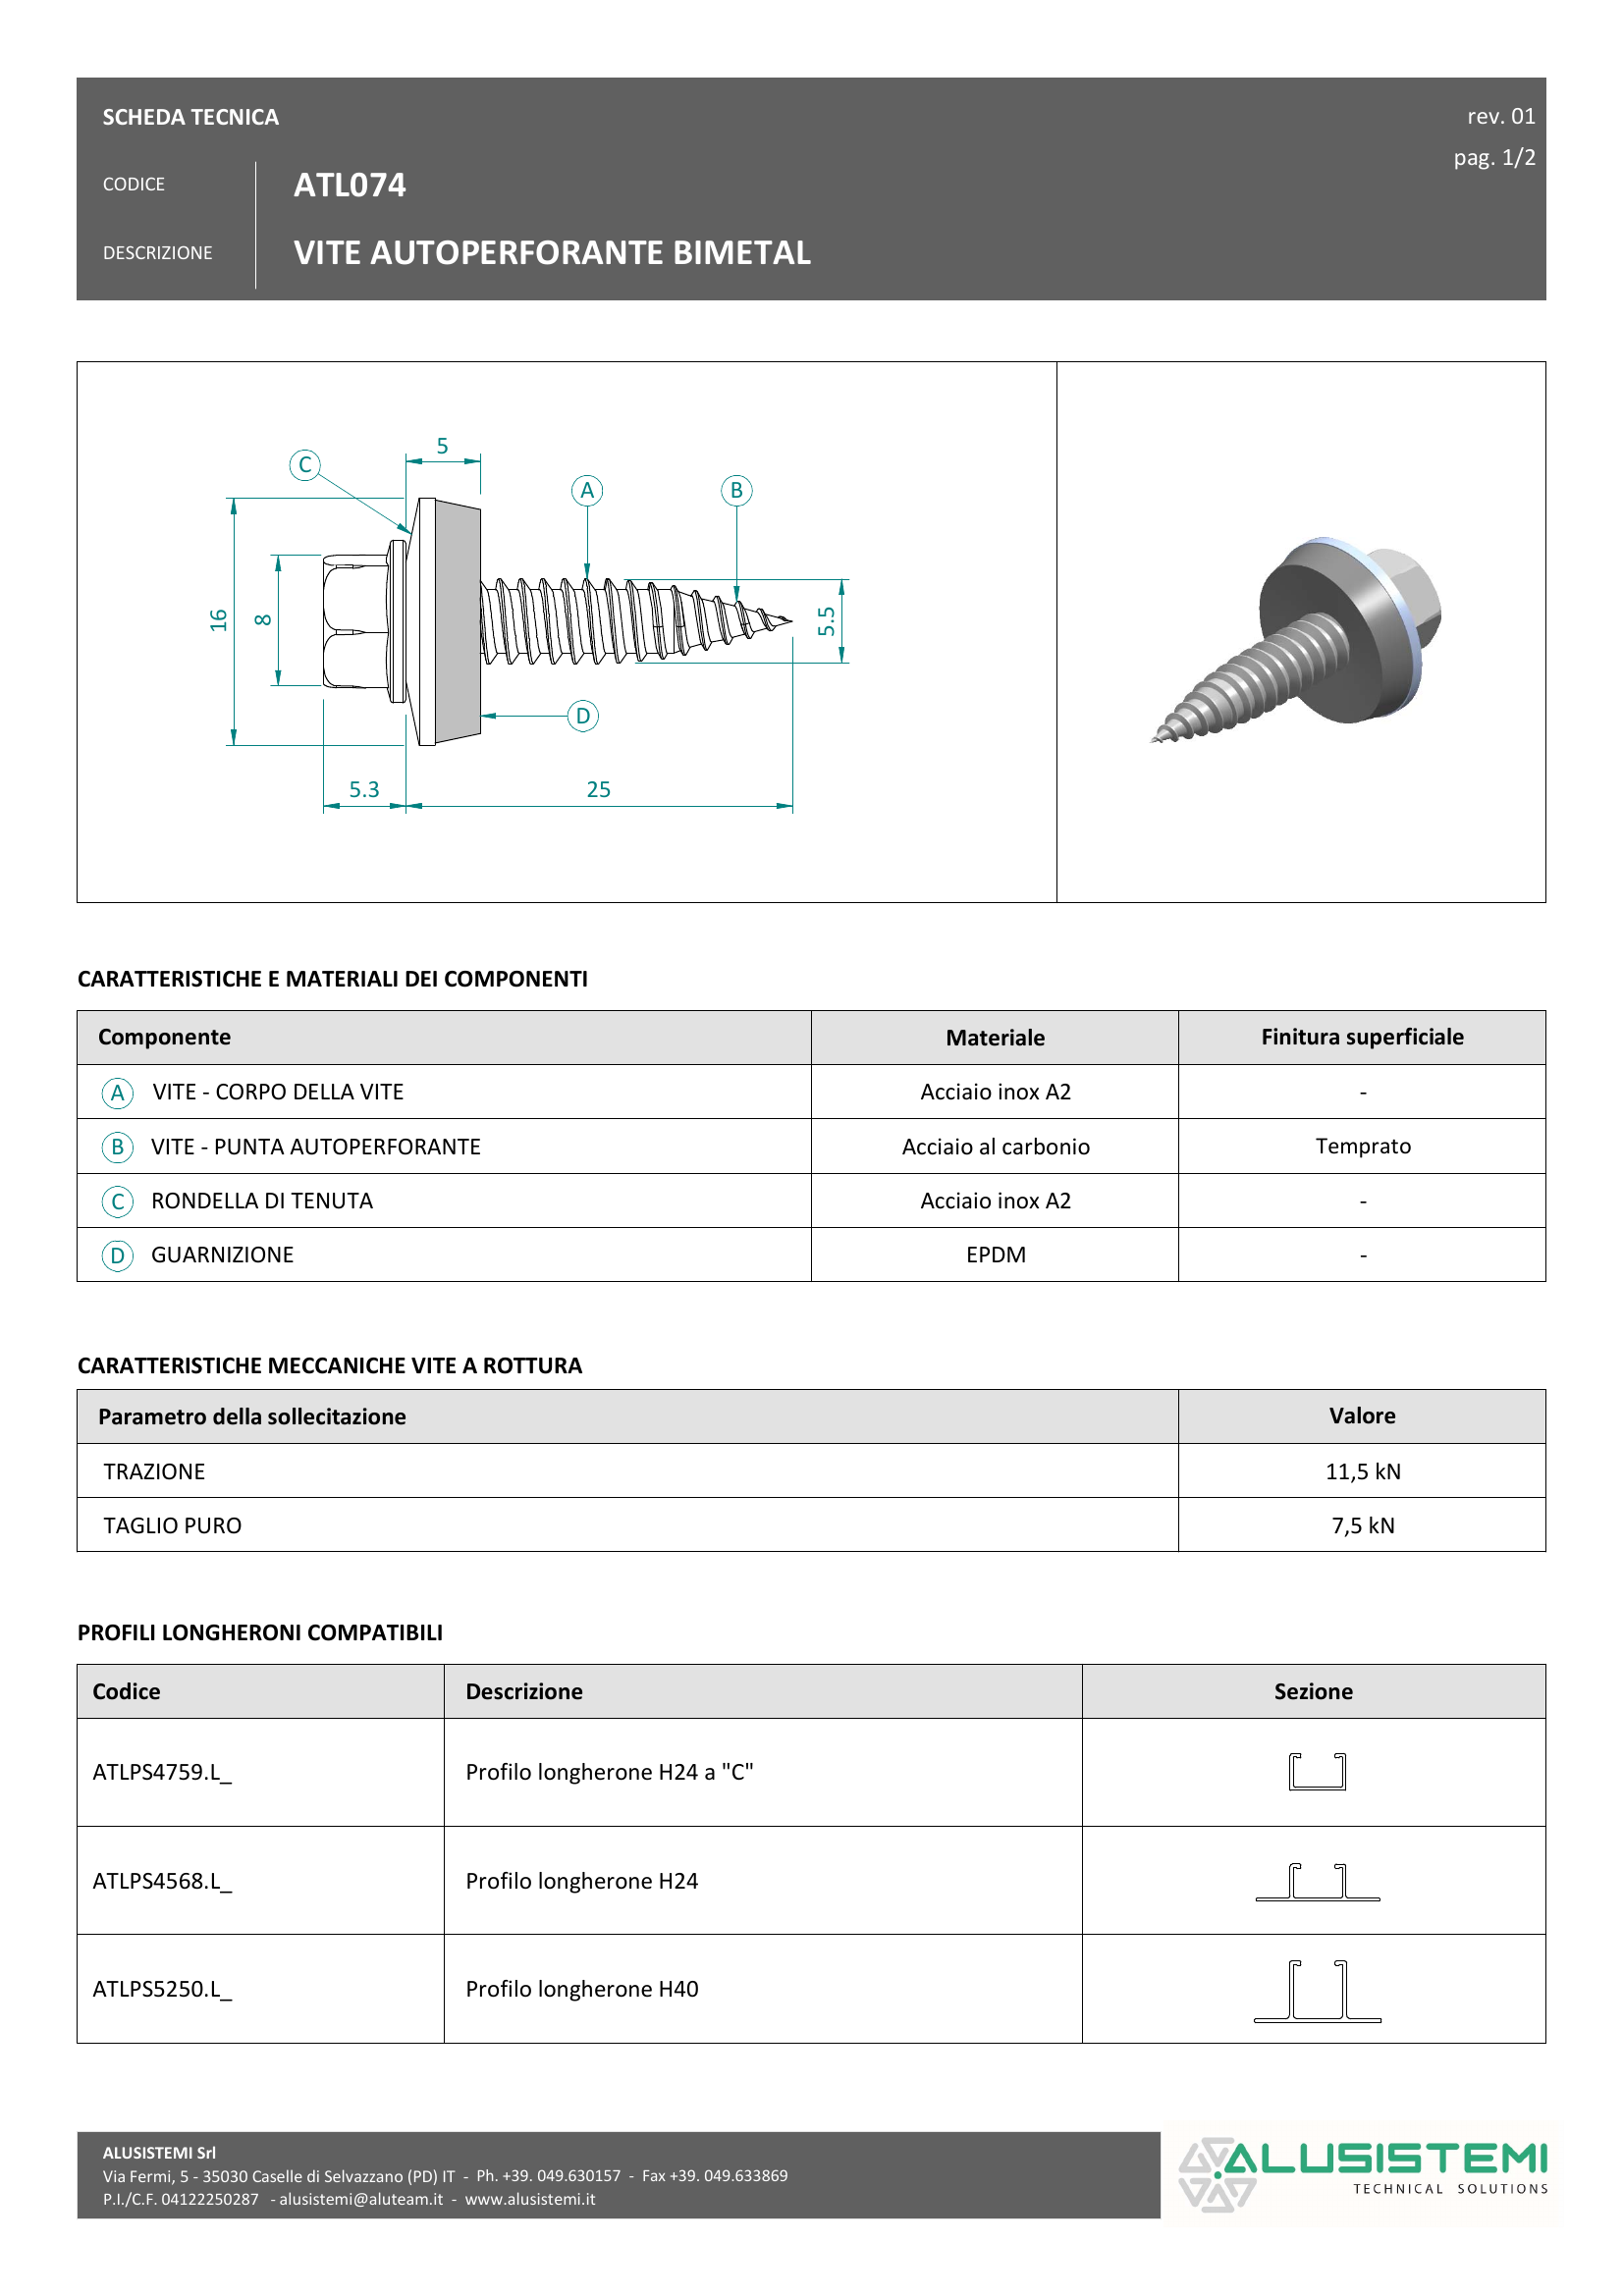 SCHEDA TECNICA
rev. 01
pag. 1/2
CODICE
ATL074
DESCRIZIONE
VITE AUTOPERFORANTE BIMETAL
5
C
A
B
16
8
5.5
D
5.3
25
CARATTERISTICHE E MATERIALI DEI COMPONENTI
Componente Materiale Finitura superficiale
A VITE - CORPO DELLA VITE Acciaio inox A2 -
B VITE - PUNTA AUTOPERFORANTE Acciaio al carbonio Temprato
C RONDELLA DI TENUTA Acciaio inox A2 -
D GUARNIZIONE EPDM -
CARATTERISTICHE MECCANICHE VITE A ROTTURA
Parametro della sollecitazione Valore
TRAZIONE 11,5 kN
TAGLIO PURO 7,5 kN
PROFILI LONGHERONI COMPATIBILI
Codice Descrizione Sezione
ATLPS4759.L_ Profilo longherone H24 a "C"
ATLPS4568.L_ Profilo longherone H24
ATLPS5250.L_ Profilo longherone H40
ALUSISTEMI Srl
Via Fermi, 5 - 35030 Caselle di Selvazzano (PD) IT - Ph. +39. 049.630157 - Fax +39. 049.633869
P.I./C.F. 04122250287 - alusistemi@aluteam.it - www.alusistemi.it
ALUSISTEMI
TECHNICAL SOLUTIONS